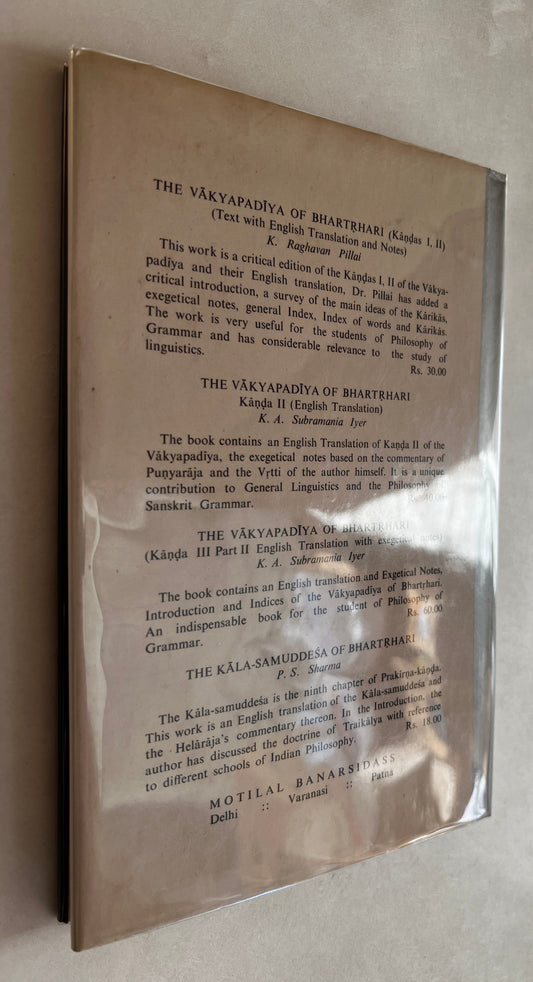 THE VĀKYAPADĪYA OF BHARTṚHARI (Kāṇḍas I, II)
(Text with English Translation and Notes)
K. Raghavan Pillai
This work is a critical edition of the Kāṇḍas I, II of the Vākya-
padīya and their English translation, Dr. Pillai has added a
critical introduction, a survey of the main ideas of the Kārikās,
exegetical notes, general Index, Index of words and Kārikās.
The work is very useful for the students of Philosophy of
Grammar and has considerable relevance to the study of
linguistics. Rs. 30.00
THE VĀKYAPADĪYA OF BHARTṚHARI
Kāṇḍa II (English Translation)
K. A. Subramania Iyer
The book contains an English Translation of Kaṇḍa II of the
Vākyapadīya, the exegetical notes based on the commentary of
Puṇyarāja and the Vṛtti of the author himself. It is a unique
contribution to General Linguistics and the Philosophy of
Sanskrit Grammar. Rs. 40.00
THE VĀKYAPADĪYA OF BHARTṚHARI
(Kāṇḍa III Part II English Translation with exegetical notes)
K. A. Subramania Iyer
The book contains an English translation and Exgetical Notes,
Introduction and Indices of the Vākyapadīya of Bhartṛhari.
An indispensable book for the student of Philosophy of
Grammar. Rs. 60.00
THE KĀLA-SAMUDDEŚA OF BHARTṚHARI
P. S. Sharma
The Kāla-samuddeśa is the ninth chapter of Prakīrṇa-kāṇḍa.
This work is an English translation of the Kāla-samuddeśa and
the Helārāja's commentary thereon. In the Introduction, the
author has discussed the doctrine of Traikālya with reference
to different schools of Indian Philosophy. Rs. 18.00
MOTILAL BANARSIDASS
Delhi :: Varanasi :: Patna